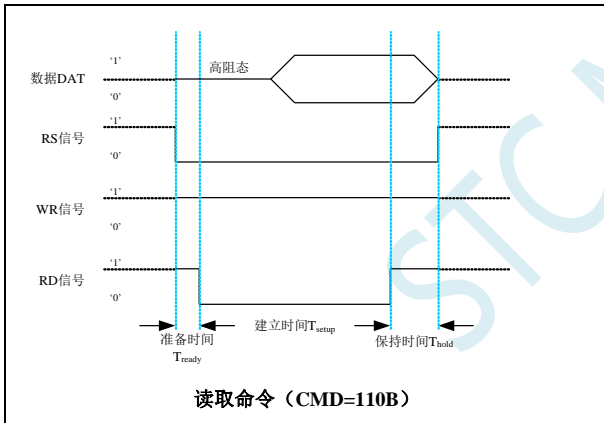 ‘1’
高阻态
数据DAT
‘0’
‘1’
RS信号
‘0’
‘1’
WR信号
‘0’
‘1’
RD信号
‘0’
准备时间
Tready
建立时间Tsetup
保持时间Thold
读取命令（CMD=110B）